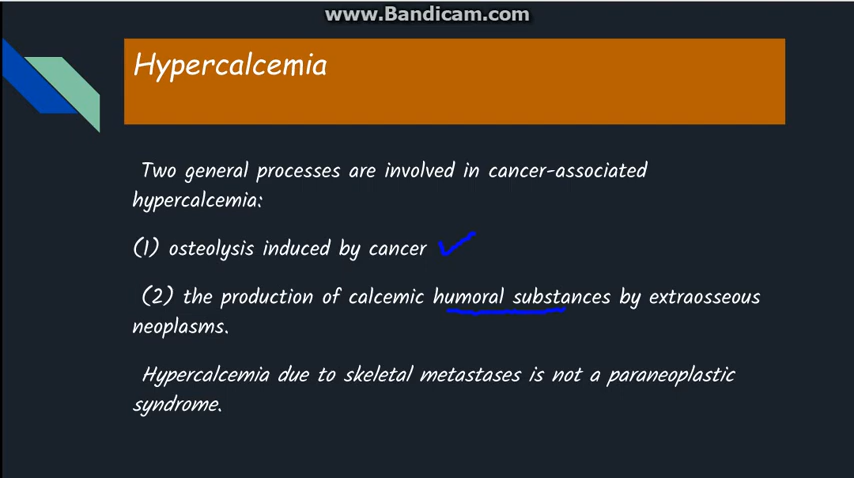 www.Bandicam.com
Hypercalcemia
Two general processes are involved in cancer-associated
hypercalcemia:
(1) osteolysis induced by cancer
(2) the production of calcemic humoral substances by extraosseous
neoplasms.
Hypercalcemia due to skeletal metastases is not a paraneoplastic
syndrome.